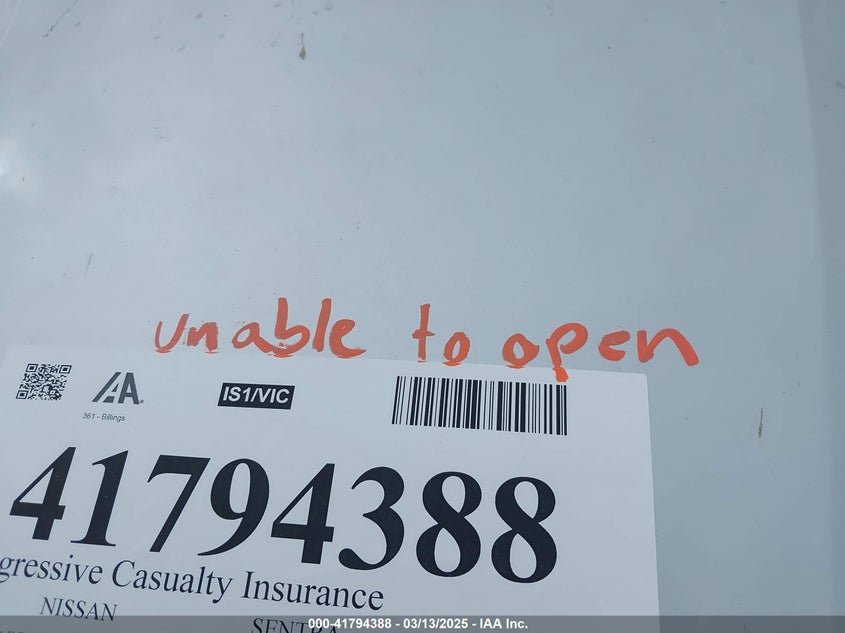 unable to open
IAA
361 - Billings
IS1/VIC
41794388
gressive Casualty Insurance
NISSAN
SENTRA
000-41794388 - 03/13/2025 - IAA Inc.